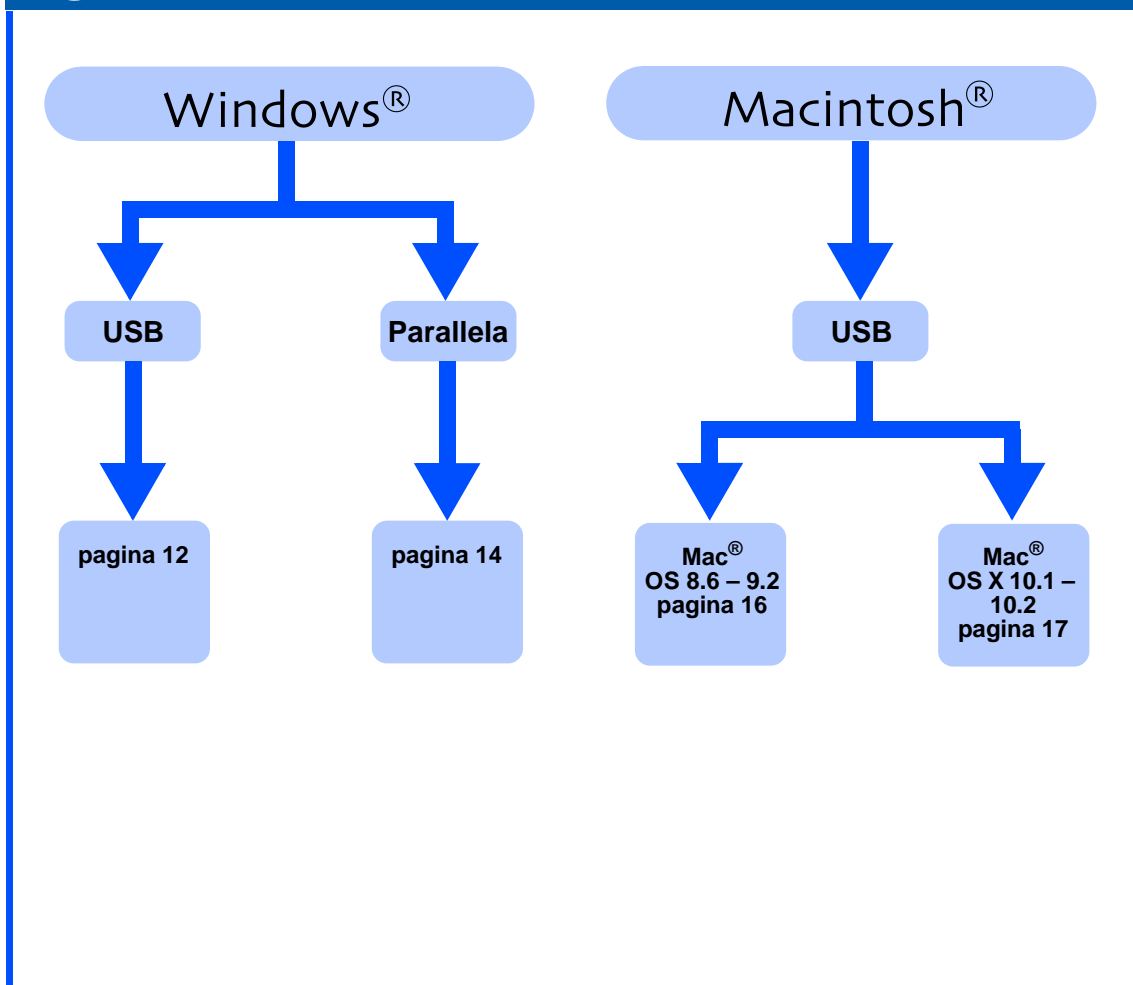 Windows®
Macintosh®
USB
Parallela
USB
pagina 12
pagina 14
Mac®
OS 8.6 – 9.2
pagina 16
Mac®
OS X 10.1 –
10.2
pagina 17